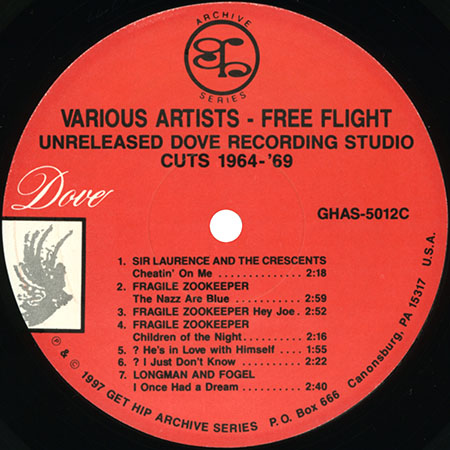 ARCHIVE
SERIES
VARIOUS ARTISTS - FREE FLIGHT
UNRELEASED DOVE RECORDING STUDIO
CUTS 1964-'69
Dove
GHAS-5012C
1. SIR LAURENCE AND THE CRESCENTS
Cheatin' On Me ............ 2:18
2. FRAGILE ZOOKEEPER
The Nazz Are Blue .......... 2:59
3. FRAGILE ZOOKEEPER Hey Joe . 2:52
4. FRAGILE ZOOKEEPER
Children of the Night ....... 2:16
5. ? He's in Love with Himself .... 1:55
6. ? I Just Don't Know .......... 2:22
7. LONGMAN AND FOGEL
I Once Had a Dream ......... 2:40
℗ & © 1997 GET HIP ARCHIVE SERIES P.O. Box 666 Canonsburg, PA 15317 U.S.A.